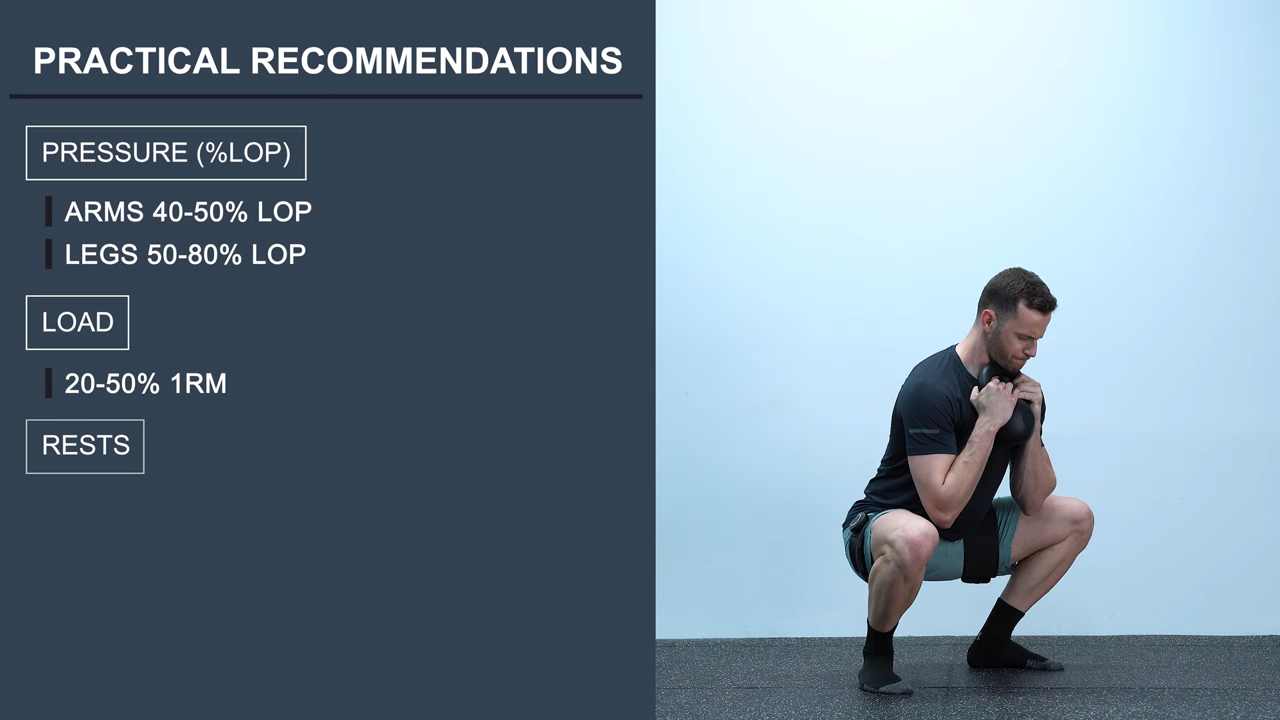 PRACTICAL RECOMMENDATIONS
PRESSURE (%LOP)
ARMS 40-50% LOP
LEGS 50-80% LOP
LOAD
20-50% 1RM
RESTS